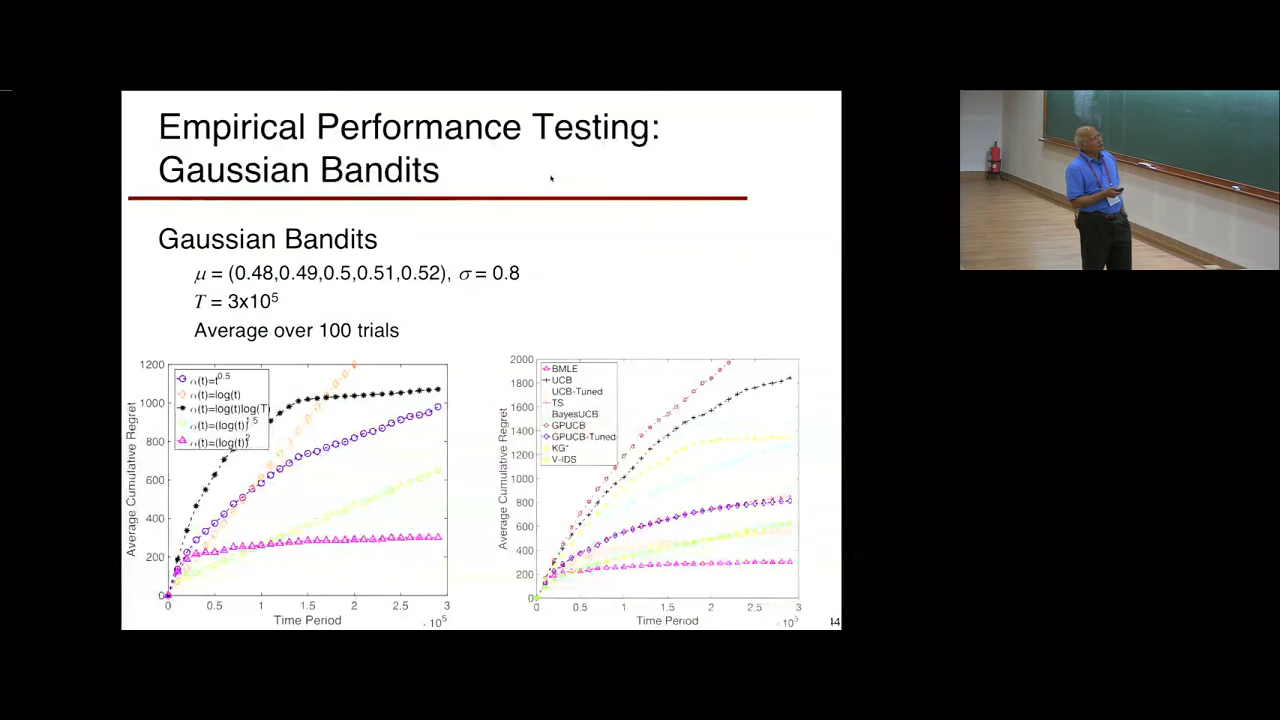 Empirical Performance Testing:
Gaussian Bandits
Gaussian Bandits
μ = (0.48,0.49,0.5,0.51,0.52), σ = 0.8
T = 3x10⁵
Average over 100 trials
1200
1000
800
600
400
200
0
Average Cumulative Regret
α(t)=t^0.5
α(t)=log(t)
α(t)=log(t)log(T)
α(t)=(log(t))^1.5
α(t)=(log(t))^2
0 0.5 1 1.5 2 2.5 3
Time Period
·10⁵
2000
1800
1600
1400
1200
1000
800
600
400
200
0
Average Cumulative Regret
BMLE
UCB
UCB-Tuned
TS
BayesUCB
GPUCB
GPUCB-Tuned
KG*
V-IDS
0 0.5 1 1.5 2 2.5 3
Time Period
·10⁵
44